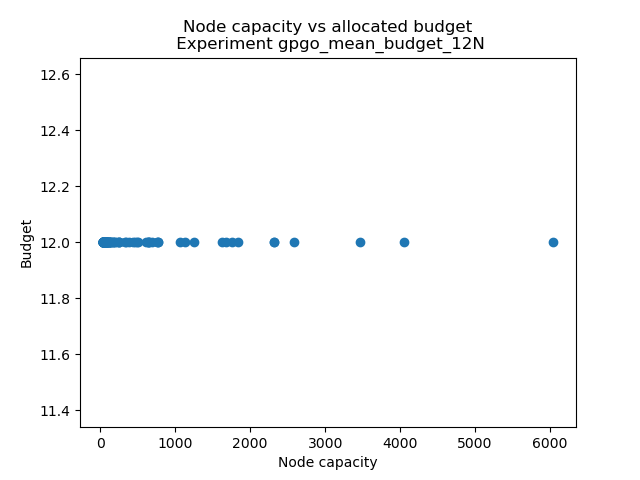 Node capacity vs allocated budget
Experiment gpgo_mean_budget_12N
12.6
12.4
12.2
12.0
11.8
11.6
11.4
Budget
0 1000 2000 3000 4000 5000 6000
Node capacity